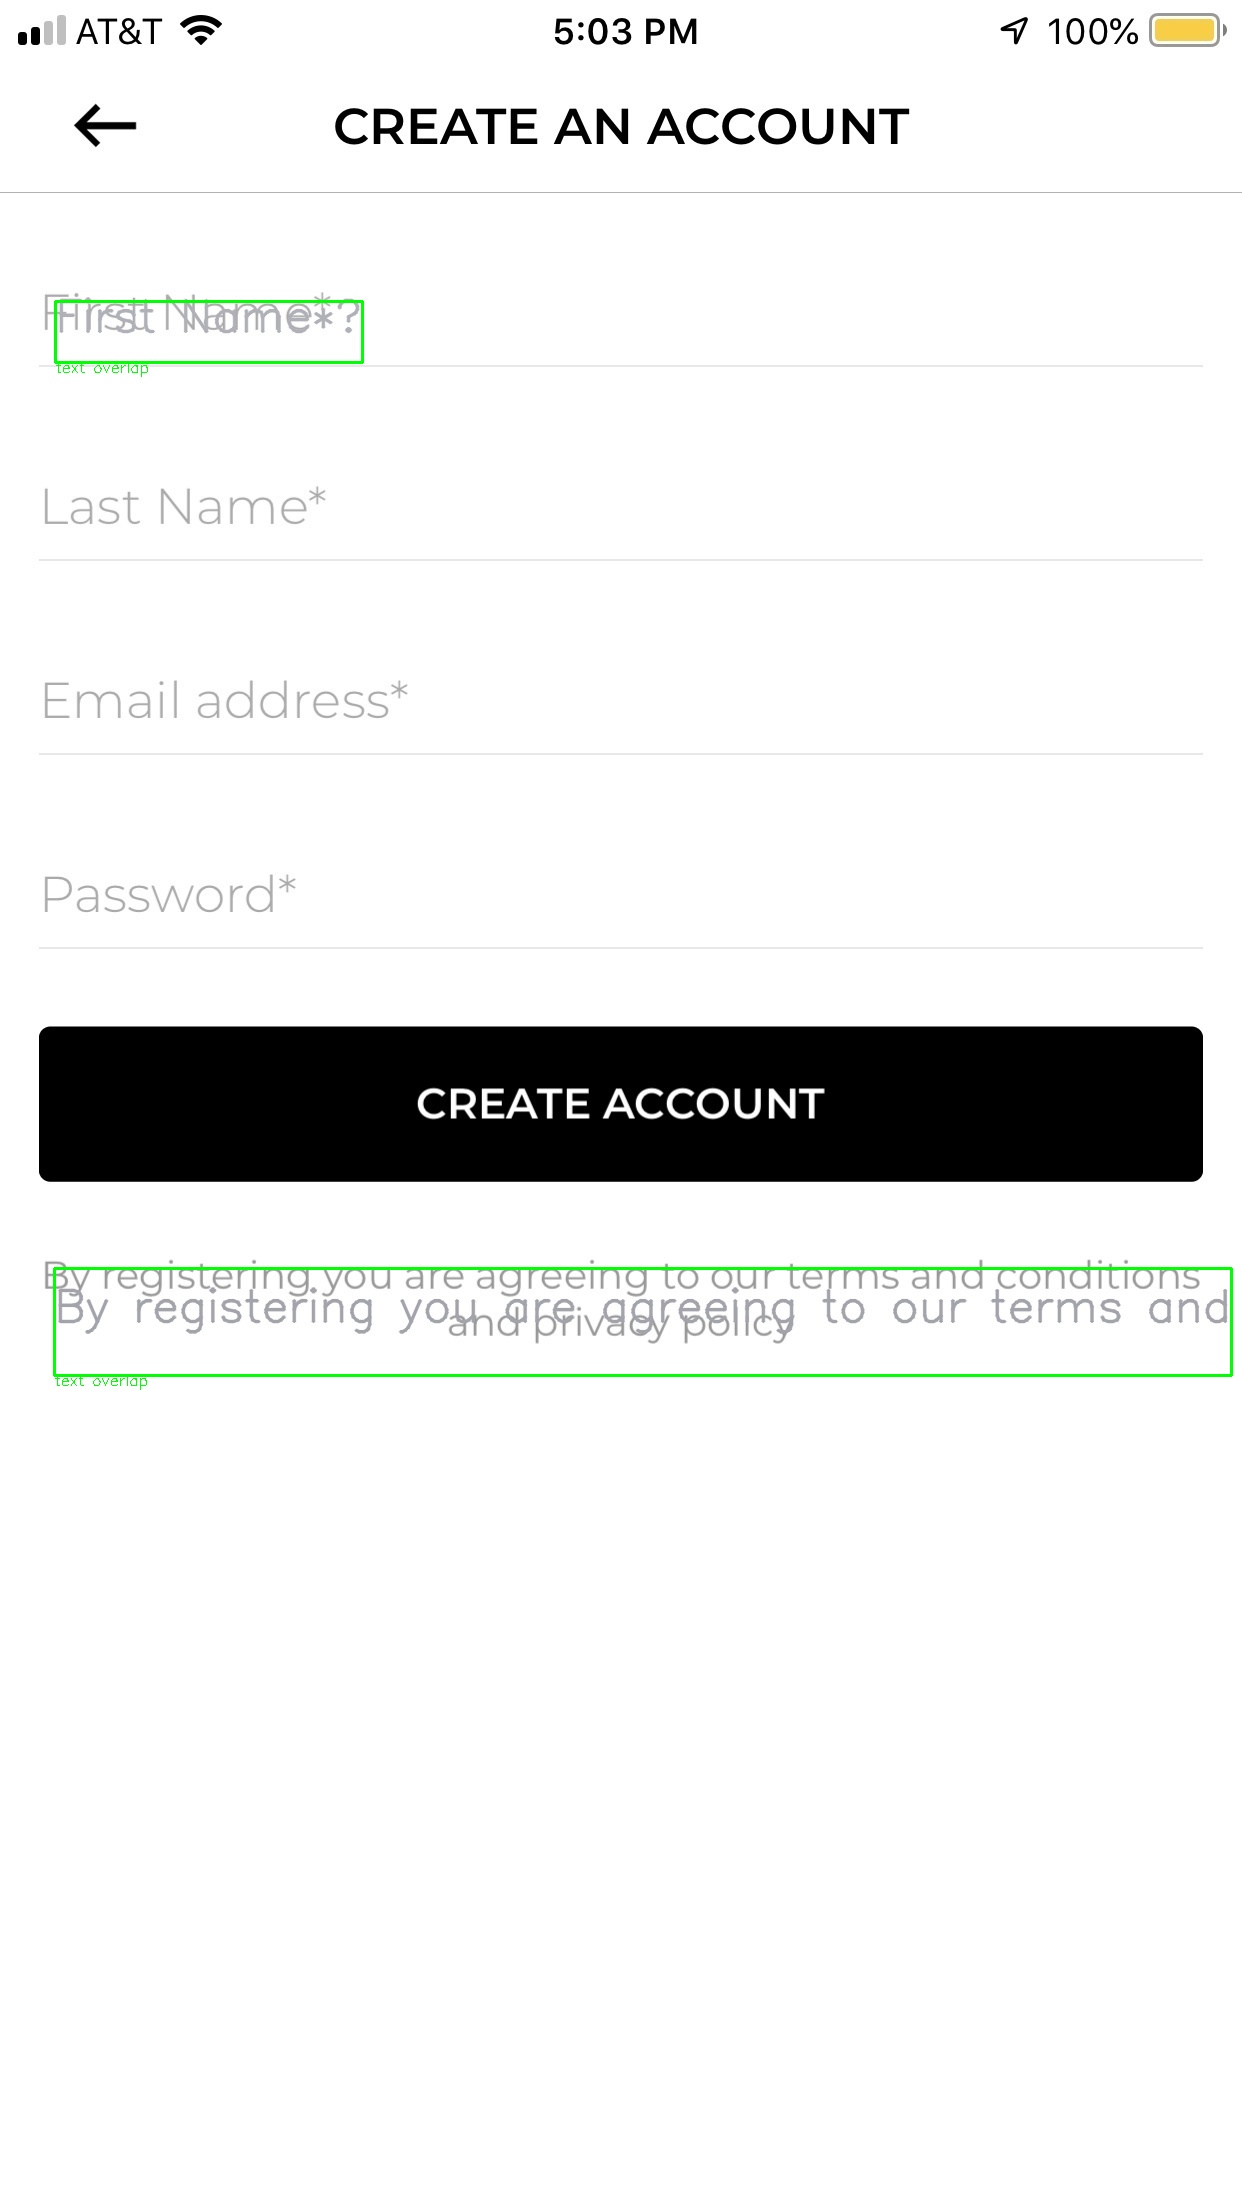 AT&T 5:03 PM 100%
CREATE AN ACCOUNT
First Name*
First Name*?
text overlap
Last Name*
Email address*
Password*
CREATE ACCOUNT
By registering you are agreeing to our terms and conditions
By registering you are agreeing to our terms and
and privacy policy
text overlap